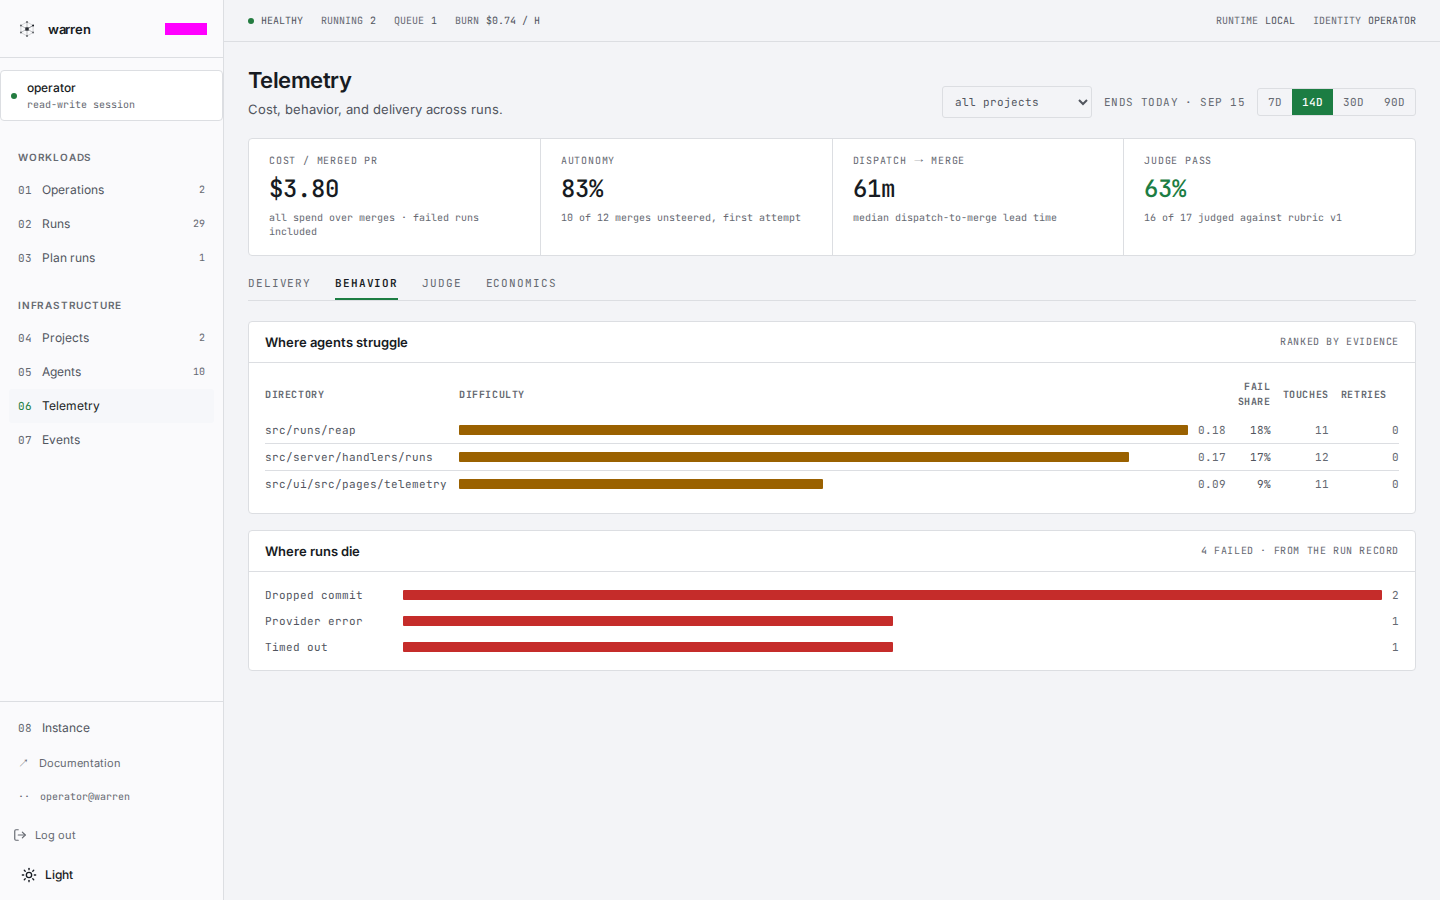 warren
operator
read-write session
WORKLOADS
01 Operations 2
02 Runs 29
03 Plan runs 1
INFRASTRUCTURE
04 Projects 2
05 Agents 10
06 Telemetry
07 Events
08 Instance
Documentation
operator@warren
Log out
Light
HEALTHY RUNNING 2 QUEUE 1 BURN $0.74 / H
RUNTIME LOCAL IDENTITY OPERATOR
Telemetry
Cost, behavior, and delivery across runs.
all projects ENDS TODAY · SEP 15 7D 14D 30D 90D
COST / MERGED PR
$3.80
all spend over merges · failed runs
included
AUTONOMY
83%
10 of 12 merges unsteered, first attempt
DISPATCH → MERGE
61m
median dispatch-to-merge lead time
JUDGE PASS
63%
16 of 17 judged against rubric v1
DELIVERY BEHAVIOR JUDGE ECONOMICS
Where agents struggle RANKED BY EVIDENCE
DIRECTORY DIFFICULTY FAIL SHARE TOUCHES RETRIES
src/runs/reap 0.18 18% 11 0
src/server/handlers/runs 0.17 17% 12 0
src/ui/src/pages/telemetry 0.09 9% 11 0
Where runs die 4 FAILED · FROM THE RUN RECORD
Dropped commit 2
Provider error 1
Timed out 1